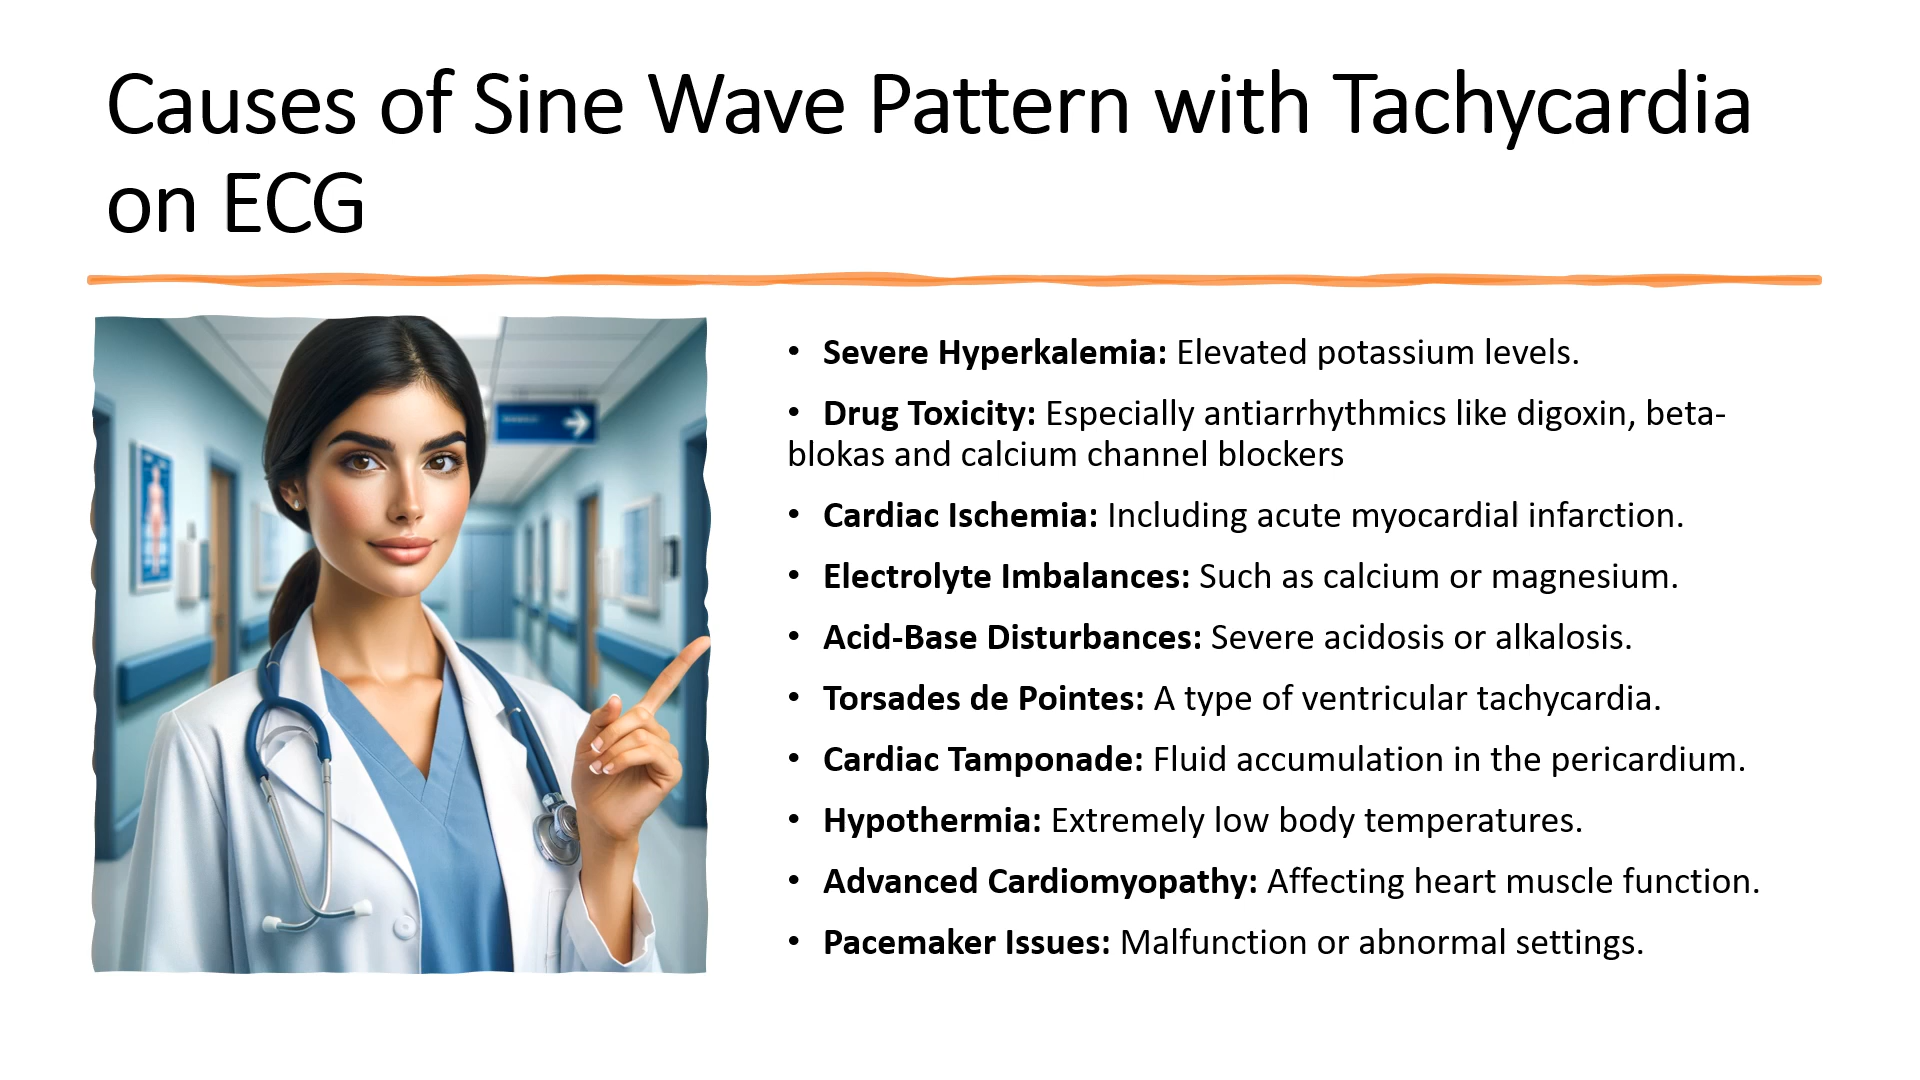 Causes of Sine Wave Pattern with Tachycardia
on ECG
• Severe Hyperkalemia: Elevated potassium levels.
• Drug Toxicity: Especially antiarrhythmics like digoxin, beta-
blokas and calcium channel blockers
• Cardiac Ischemia: Including acute myocardial infarction.
• Electrolyte Imbalances: Such as calcium or magnesium.
• Acid-Base Disturbances: Severe acidosis or alkalosis.
• Torsades de Pointes: A type of ventricular tachycardia.
• Cardiac Tamponade: Fluid accumulation in the pericardium.
• Hypothermia: Extremely low body temperatures.
• Advanced Cardiomyopathy: Affecting heart muscle function.
• Pacemaker Issues: Malfunction or abnormal settings.